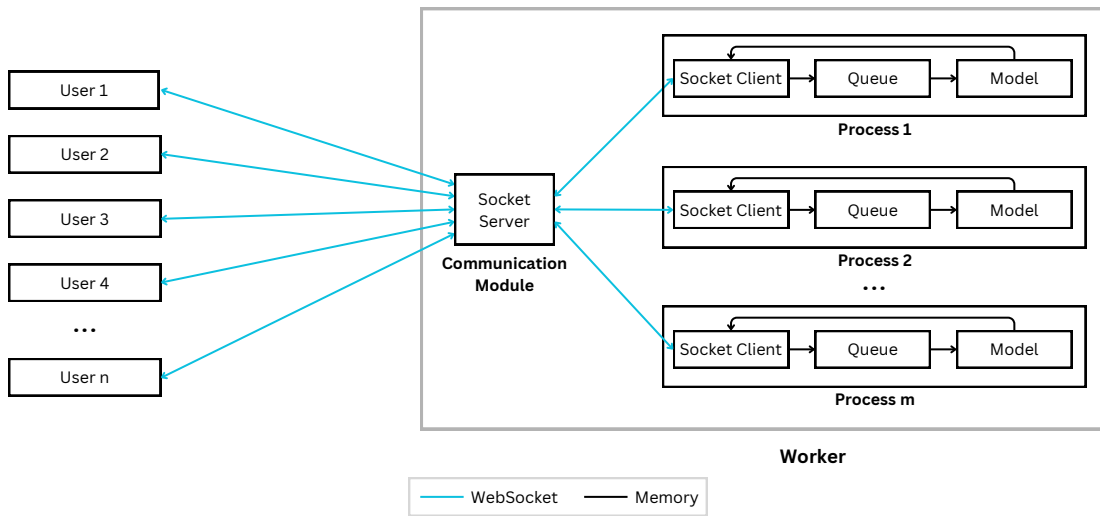 User 1
User 2
User 3
User 4
...
User n
Socket
Server
Communication
Module
Socket Client
Queue
Model
Process 1
Socket Client
Queue
Model
Process 2
...
Socket Client
Queue
Model
Process m
Worker
WebSocket
Memory